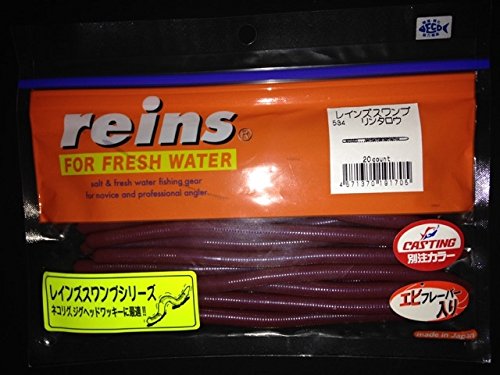 FECO
reins
FOR FRESH WATER
salt & fresh water fishing gear
for novice and professional angler.
レインズスワンプ
534 リンタロウ
20count
4 571370 191706
CASTING
別注カラー
レインズスワンプシリーズ
ネコリグ、ジグヘッドワッキーに最適!!
エビフレーバー
入り
made in Japan